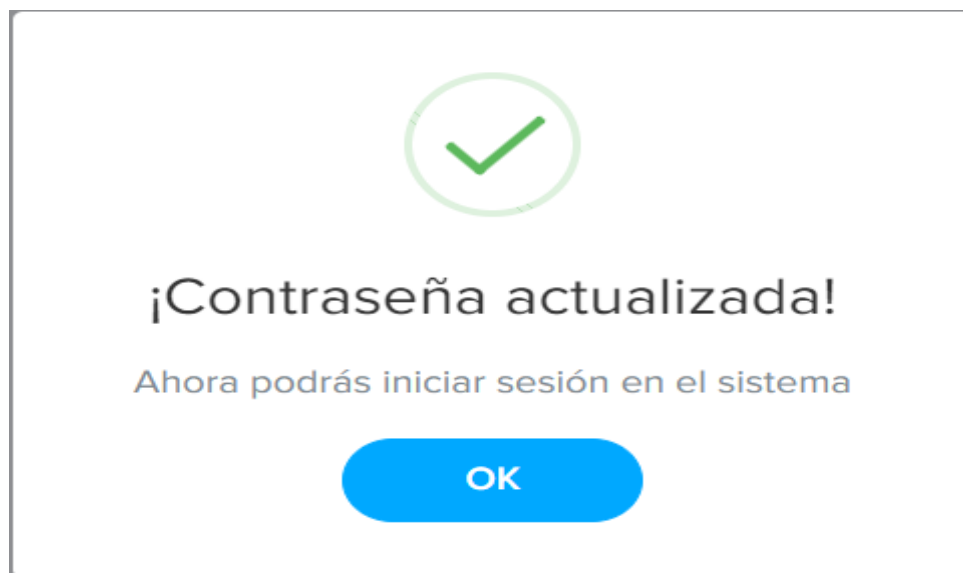 ¡Contraseña actualizada!
Ahora podrás iniciar sesión en el sistema
OK